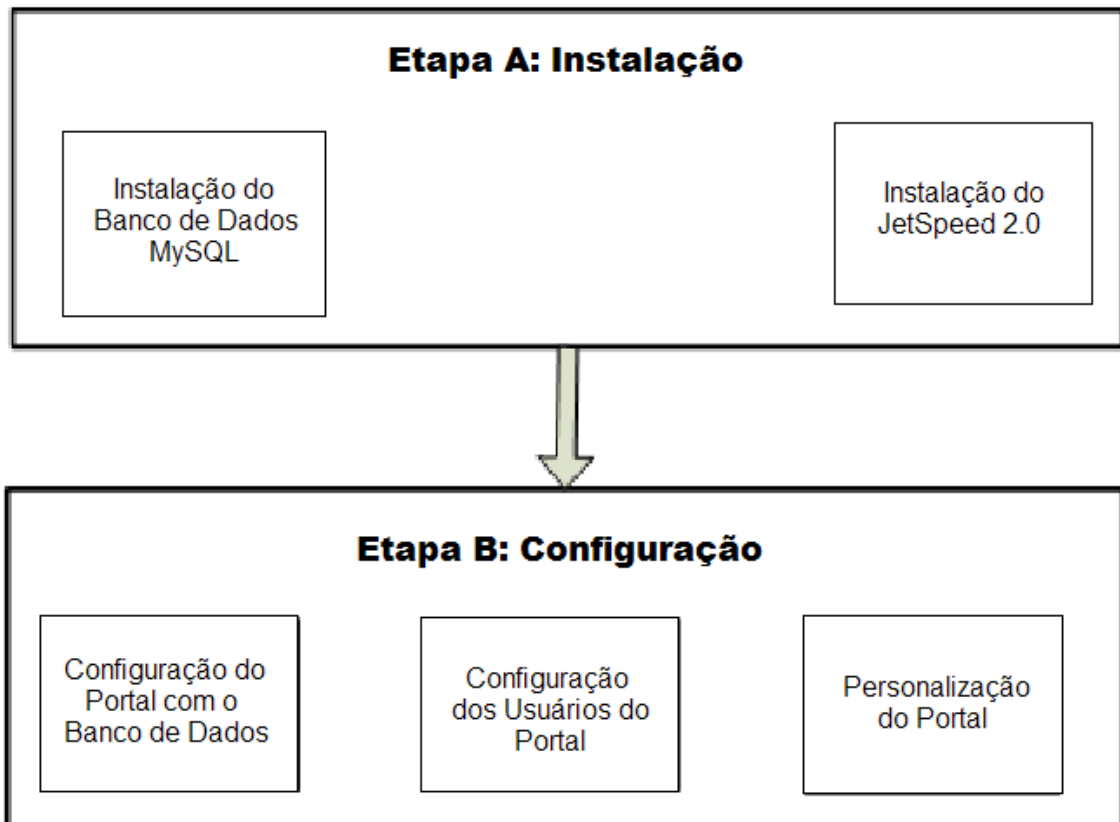 Etapa A: Instalação
Instalação do
Banco de Dados
MySQL
Instalação do
JetSpeed 2.0
Etapa B: Configuração
Configuração do
Portal com o
Banco de Dados
Configuração
dos Usuários do
Portal
Personalização
do Portal